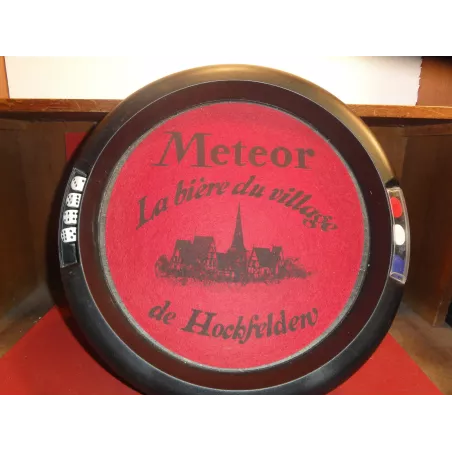 Meteor
La bière du village
de Hochfelden